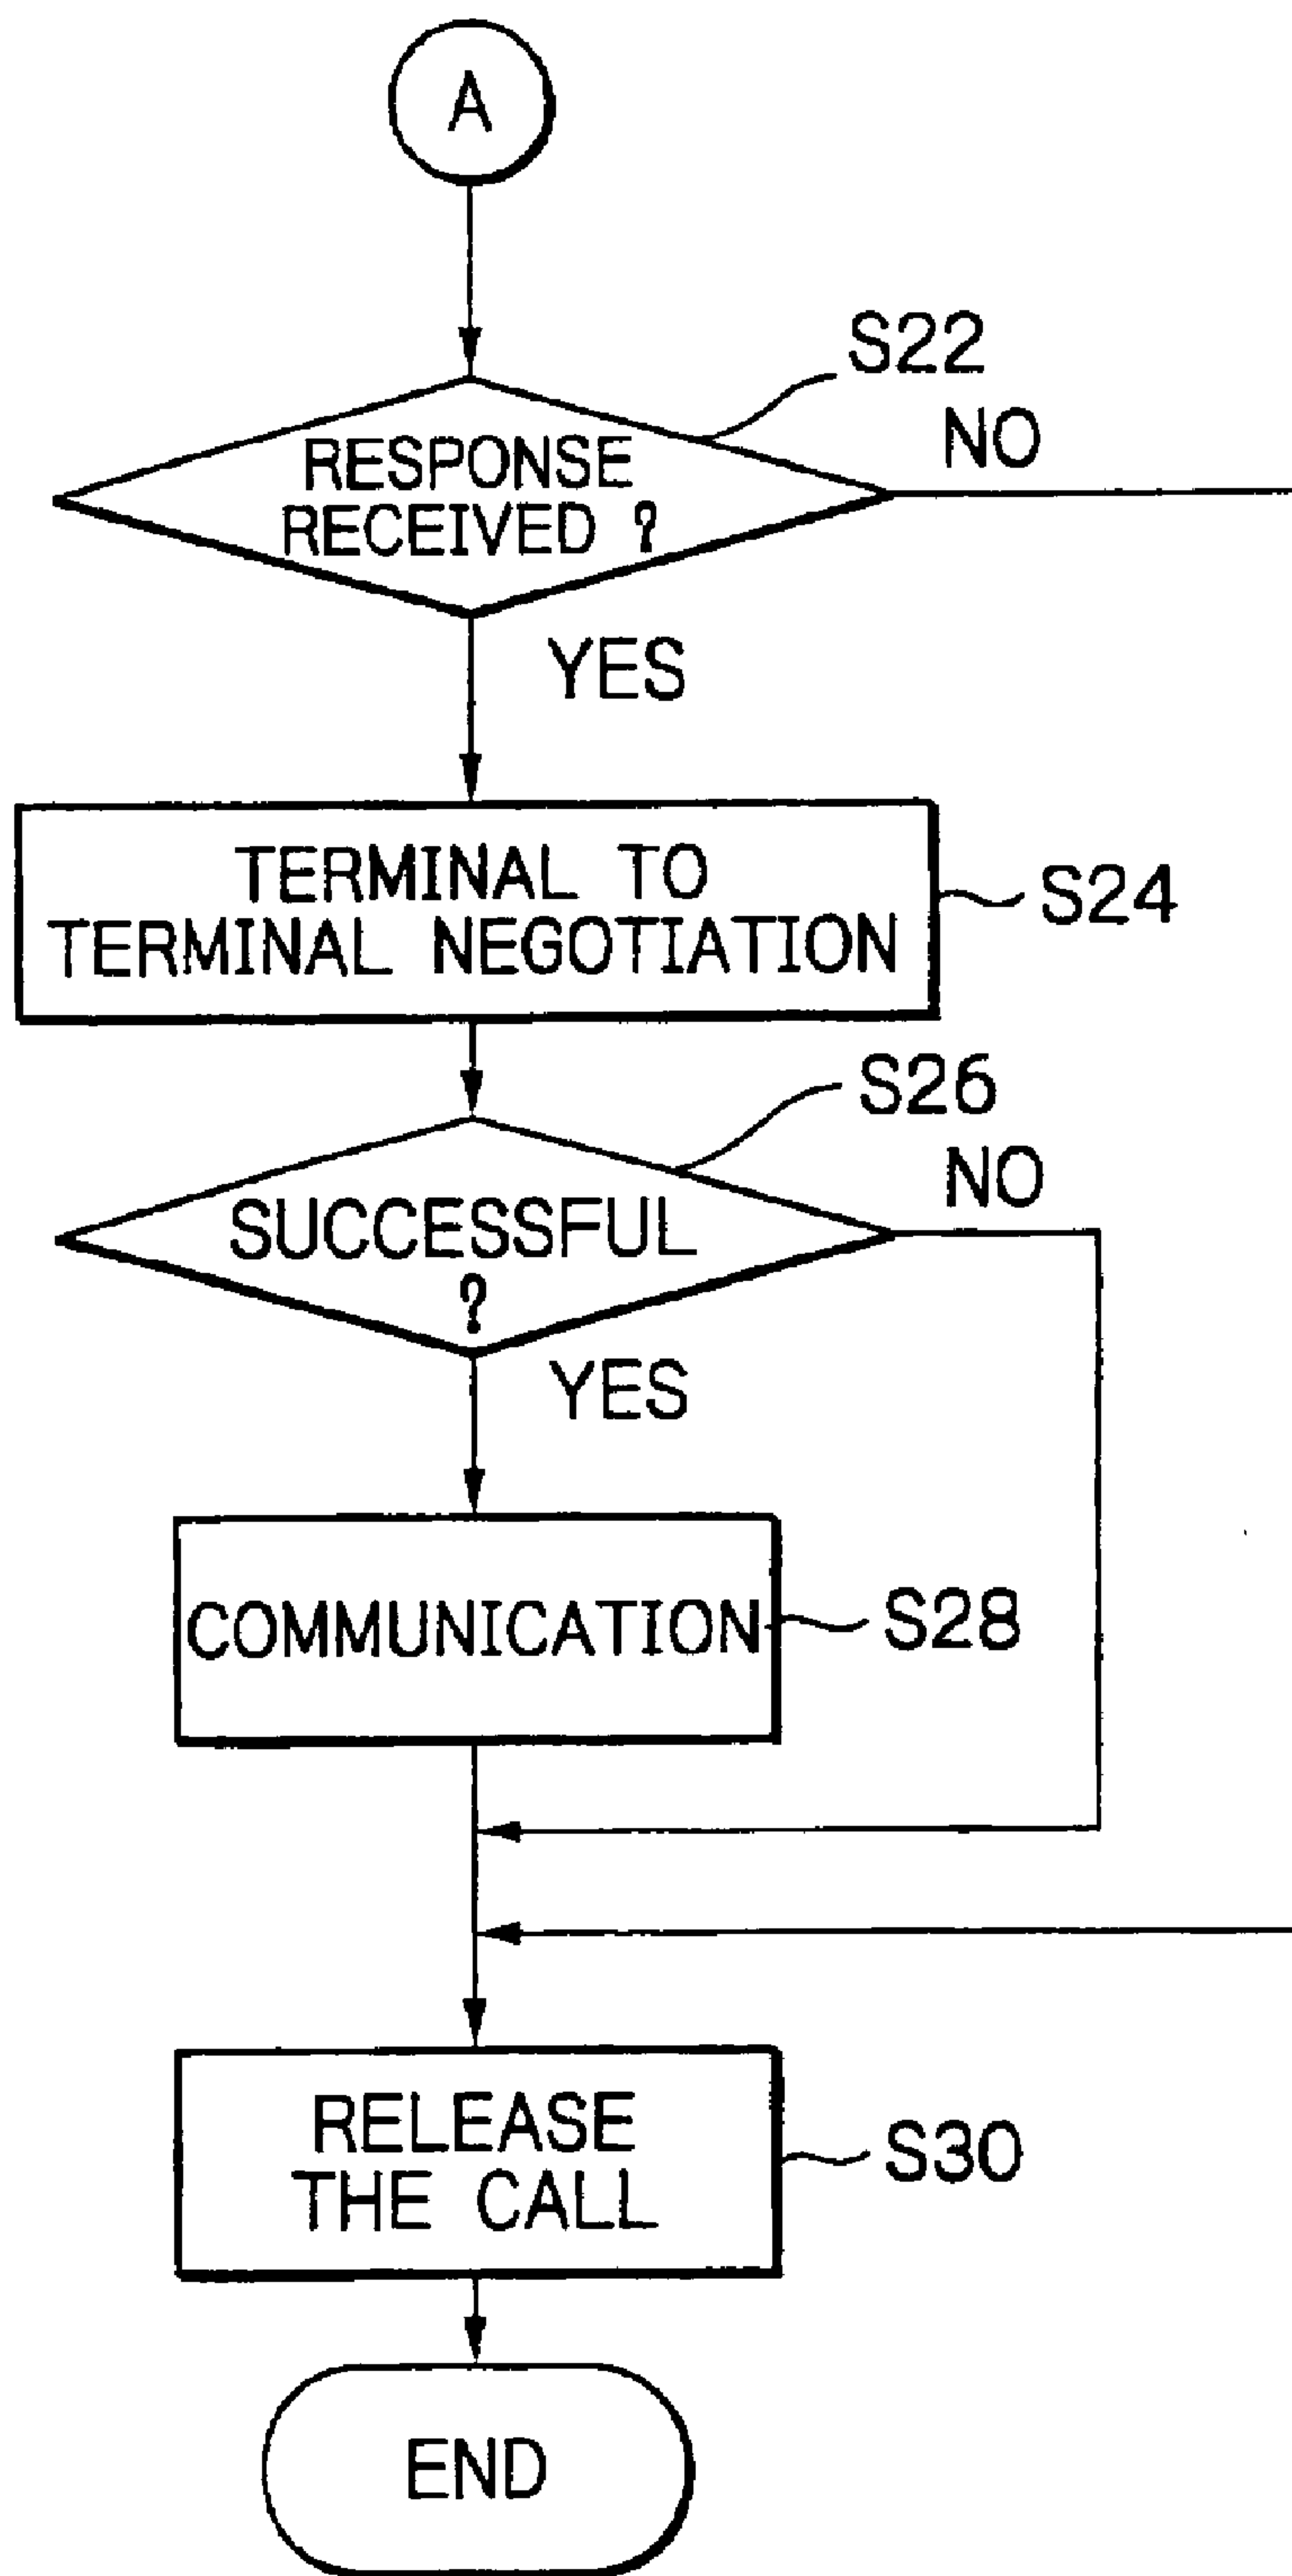 A
S22
RESPONSE
RECEIVED ?
NO
YES
TERMINAL TO
TERMINAL NEGOTIATION
S24
S26
SUCCESSFUL
?
NO
YES
COMMUNICATION
S28
RELEASE
THE CALL
S30
END